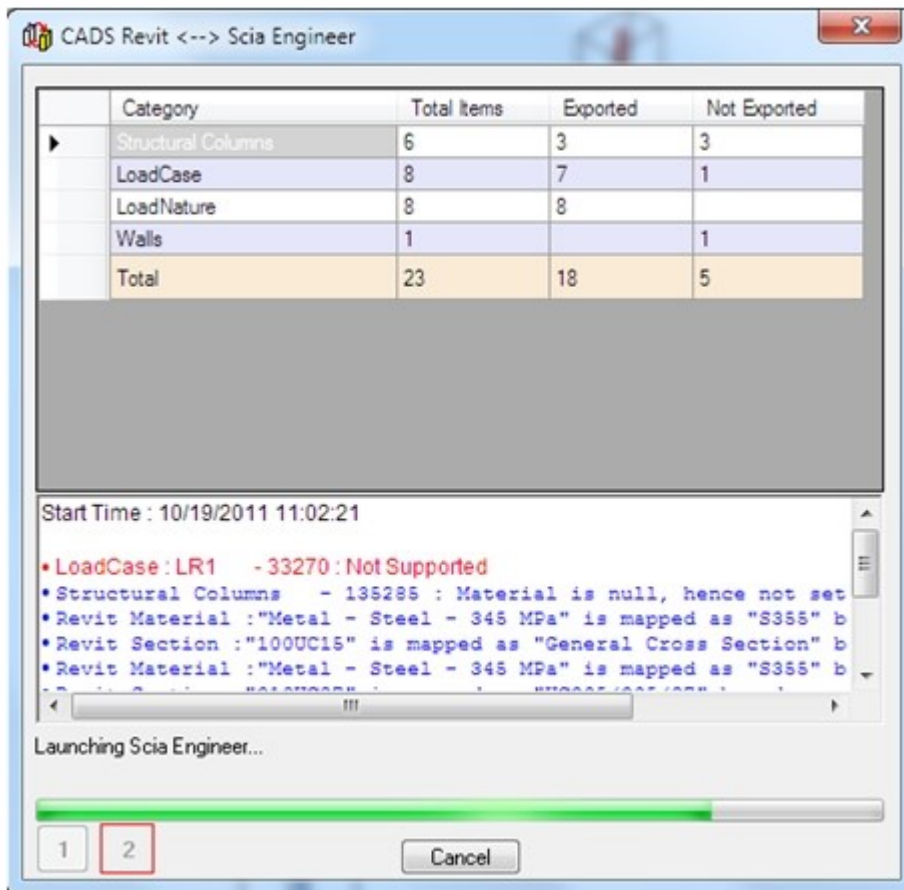 CADS Revit <--> Scia Engineer
Category Total Items Exported Not Exported
Structural Columns 6 3 3
LoadCase 8 7 1
LoadNature 8 8
Walls 1 1
Total 23 18 5
Start Time : 10/19/2011 11:02:21
• LoadCase : LR1 - 33270 : Not Supported
• Structural Columns - 135285 : Material is null, hence not set
• Revit Material :"Metal - Steel - 345 MPa" is mapped as "S355" b
• Revit Section :"100UC15" is mapped as "General Cross Section" b
• Revit Material :"Metal - Steel - 345 MPa" is mapped as "S355" b
Launching Scia Engineer...
1 2
Cancel